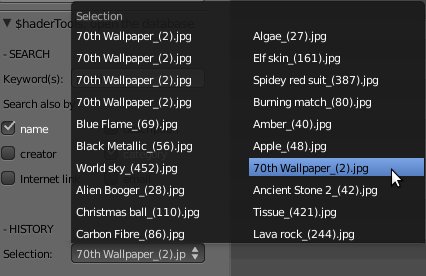 Selection
70th Wallpaper_(2).jpg
70th Wallpaper_(2).jpg
70th Wallpaper_(2).jpg
70th Wallpaper_(2).jpg
Blue Flame_(69).jpg
Black Metallic_(56).jpg
World sky_(452).jpg
Alien Booger_(28).jpg
Christmas ball_(110).jpg
Carbon Fibre_(86).jpg
Algae_(27).jpg
Elf skin_(161).jpg
Spidey red suit_(387).jpg
Burning match_(80).jpg
Amber_(40).jpg
Apple_(48).jpg
70th Wallpaper_(2).jpg
Ancient Stone 2_(42).jpg
Tissue_(421).jpg
Lava rock_(244).jpg
$haderTools
the database
- SEARCH
Keyword(s):
Search also by
name
creator
Internet link
- HISTORY
Selection:
70th Wallpaper_(2).jp